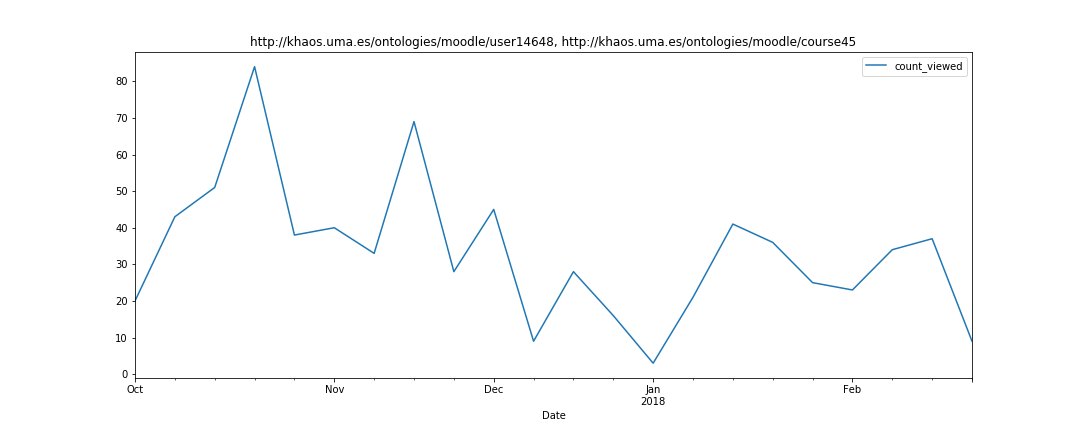 http://khaos.uma.es/ontologies/moodle/user14648, http://khaos.uma.es/ontologies/moodle/course45
count_viewed
80
70
60
50
40
30
20
10
0
Oct Nov Dec Jan Feb
2018
Date